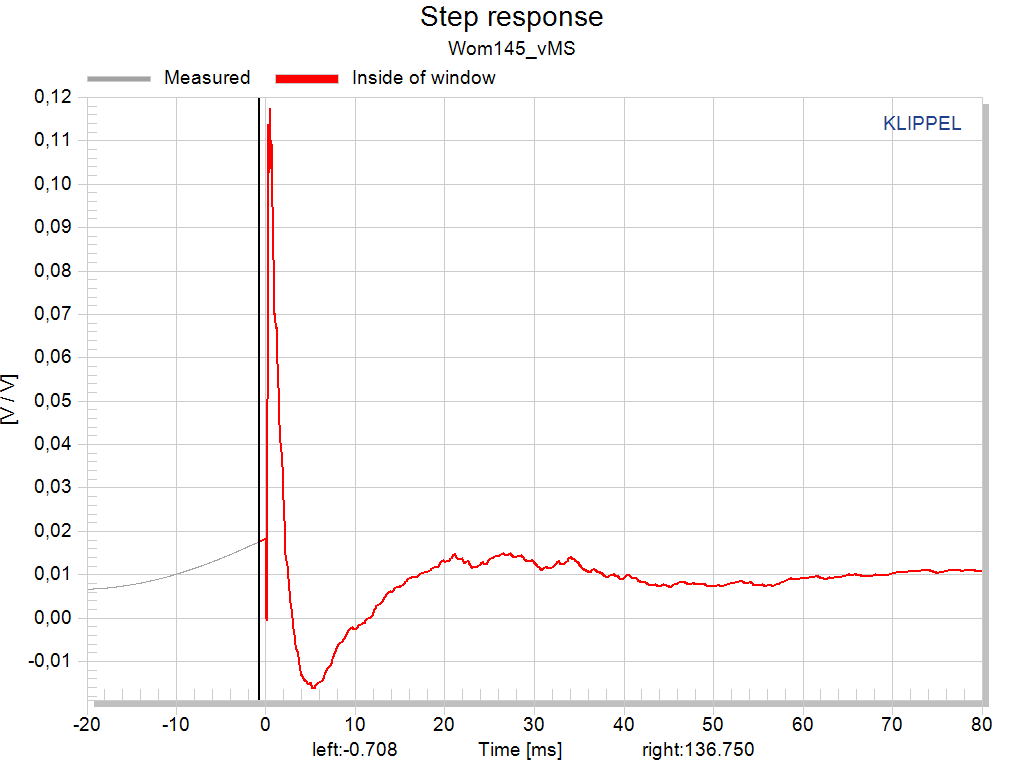 Step response
Wom145_vMS
Measured Inside of window
KLIPPEL
0,12
0,11
0,10
0,09
0,08
0,07
0,06
0,05
0,04
0,03
0,02
0,01
0,00
-0,01
[V / V]
-20 -10 0 10 20 30 40 50 60 70 80
left:-0.708 Time [ms] right:136.750